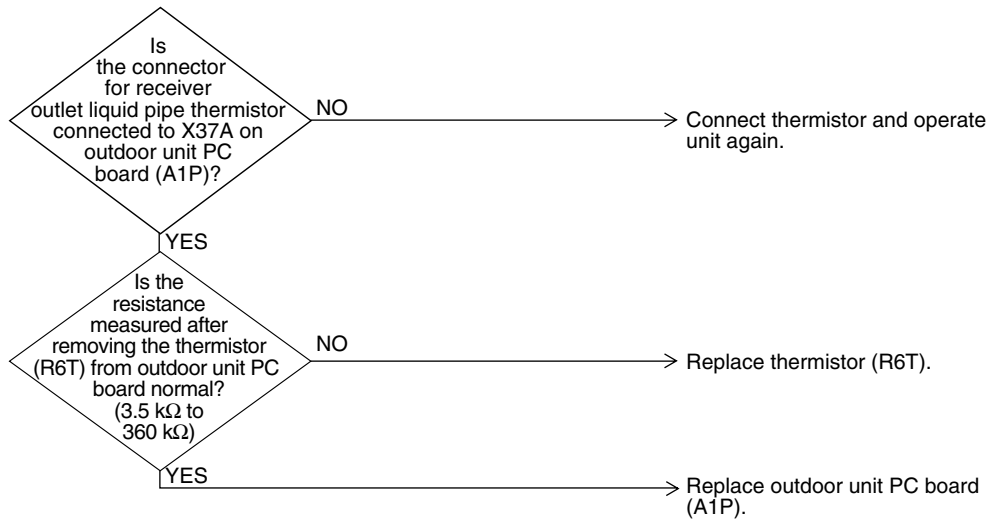 Is
the connector
for receiver
outlet liquid pipe thermistor
connected to X37A on
outdoor unit PC
board (A1P)?
NO
Connect thermistor and operate
unit again.
YES
Is the
resistance
measured after
removing the thermistor
(R6T) from outdoor unit PC
board normal?
(3.5 kΩ to
360 kΩ)
NO
Replace thermistor (R6T).
YES
Replace outdoor unit PC board
(A1P).